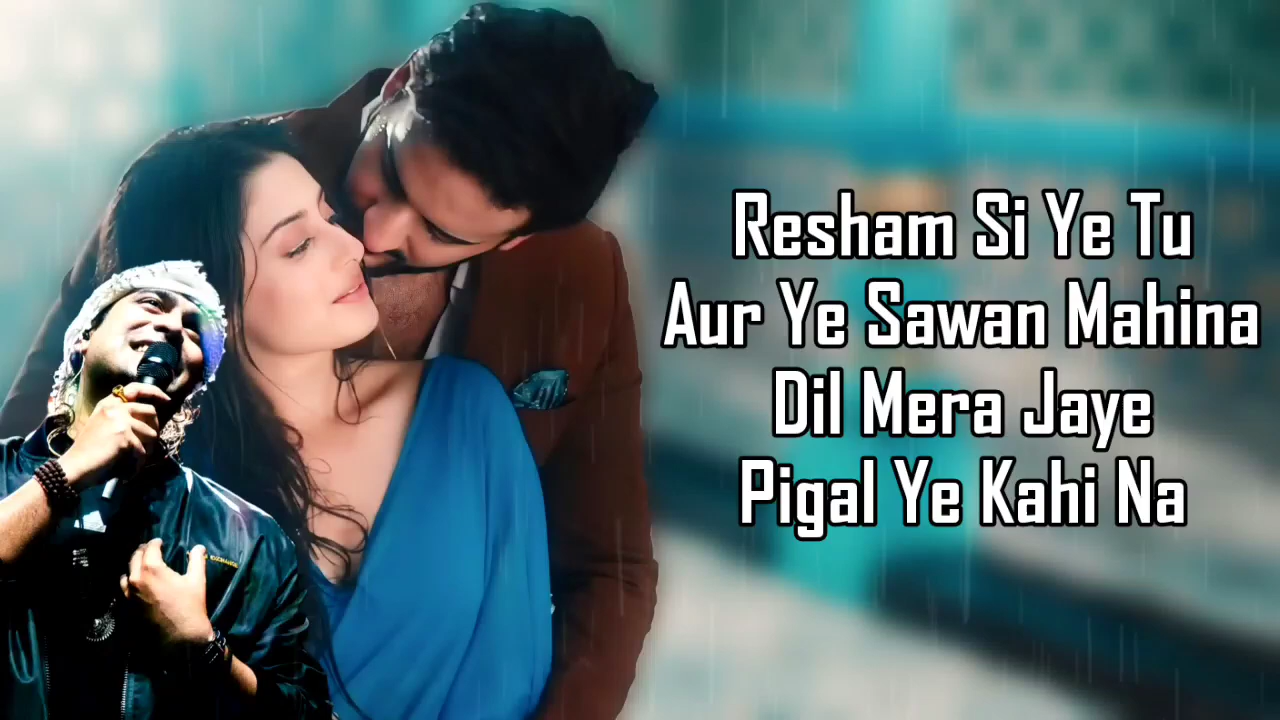 Resham Si Ye Tu
Aur Ye Sawan Mahina
Dil Mera Jaye
Pigal Ye Kahi Na